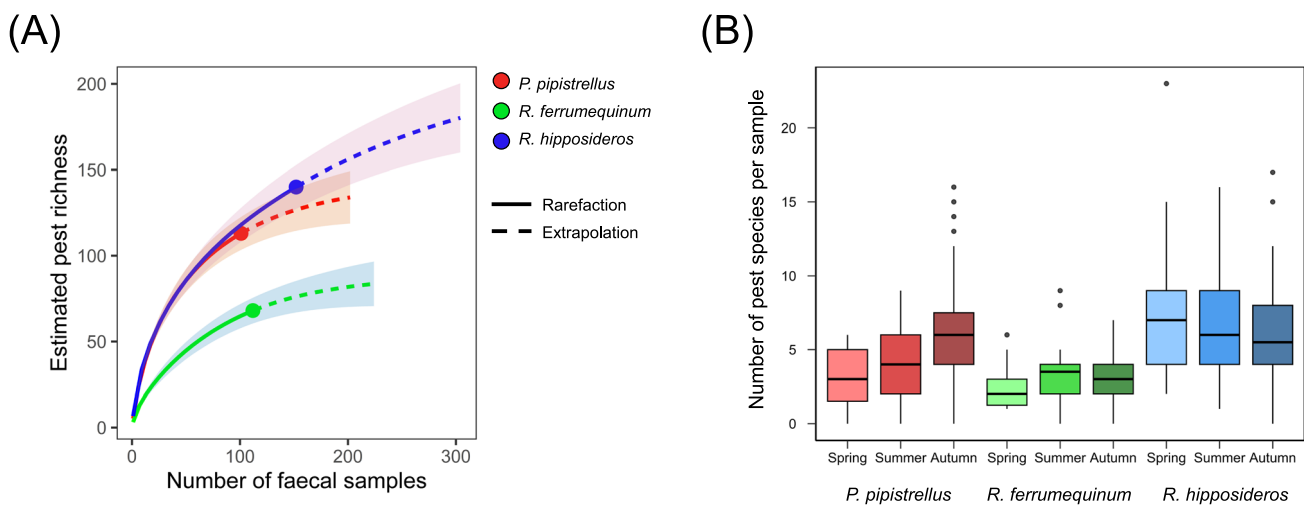 (A)
Estimated pest richness
200
150
100
50
0
0 100 200 300
Number of faecal samples
P. pipistrellus
R. ferrumequinum
R. hipposideros
Rarefaction
Extrapolation
(B)
Number of pest species per sample
20
15
10
5
0
Spring Summer Autumn Spring Summer Autumn Spring Summer Autumn
P. pipistrellus R. ferrumequinum R. hipposideros